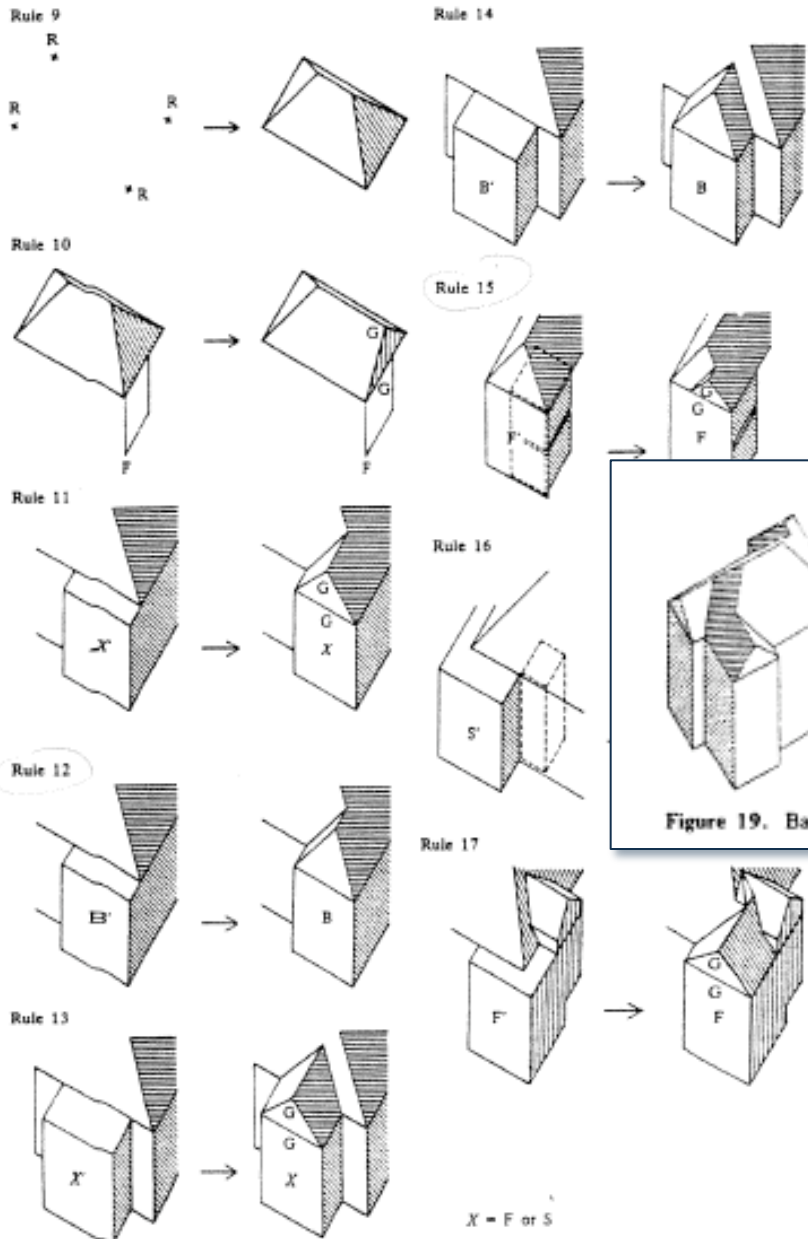 Rule 9
R
R
R
R
Rule 10
G
G
F
F
Rule 11
X'
G
G
X
Rule 12
B'
B
Rule 13
X'
G
G
X
Rule 14
B'
B
Rule 15
F'
G
G
F
Rule 16
S'
Figure 19. Ba
Rule 17
F'
G
G
F
X = F or S